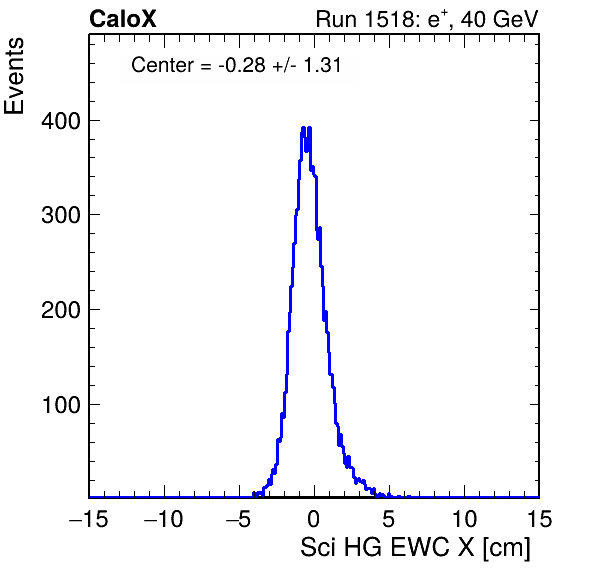 CaloX
Run 1518: e⁺, 40 GeV
Center = -0.28 +/- 1.31
Events
400
300
200
100
−15 −10 −5 0 5 10 15
Sci HG EWC X [cm]